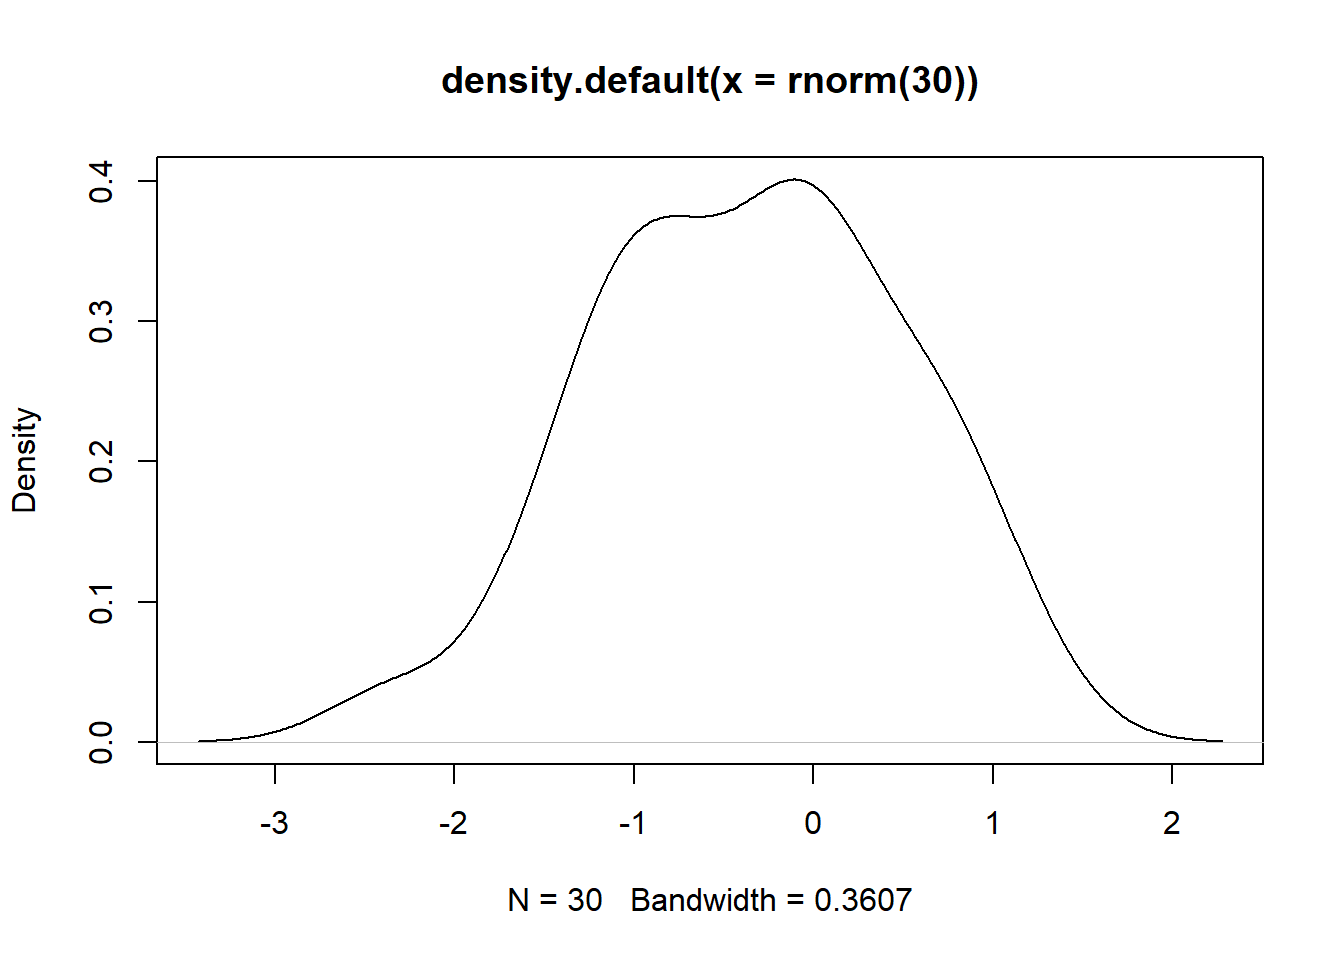 density.default(x = rnorm(30))
Density
0.4
0.3
0.2
0.1
0.0
-3 -2 -1 0 1 2
N = 30 Bandwidth = 0.3607